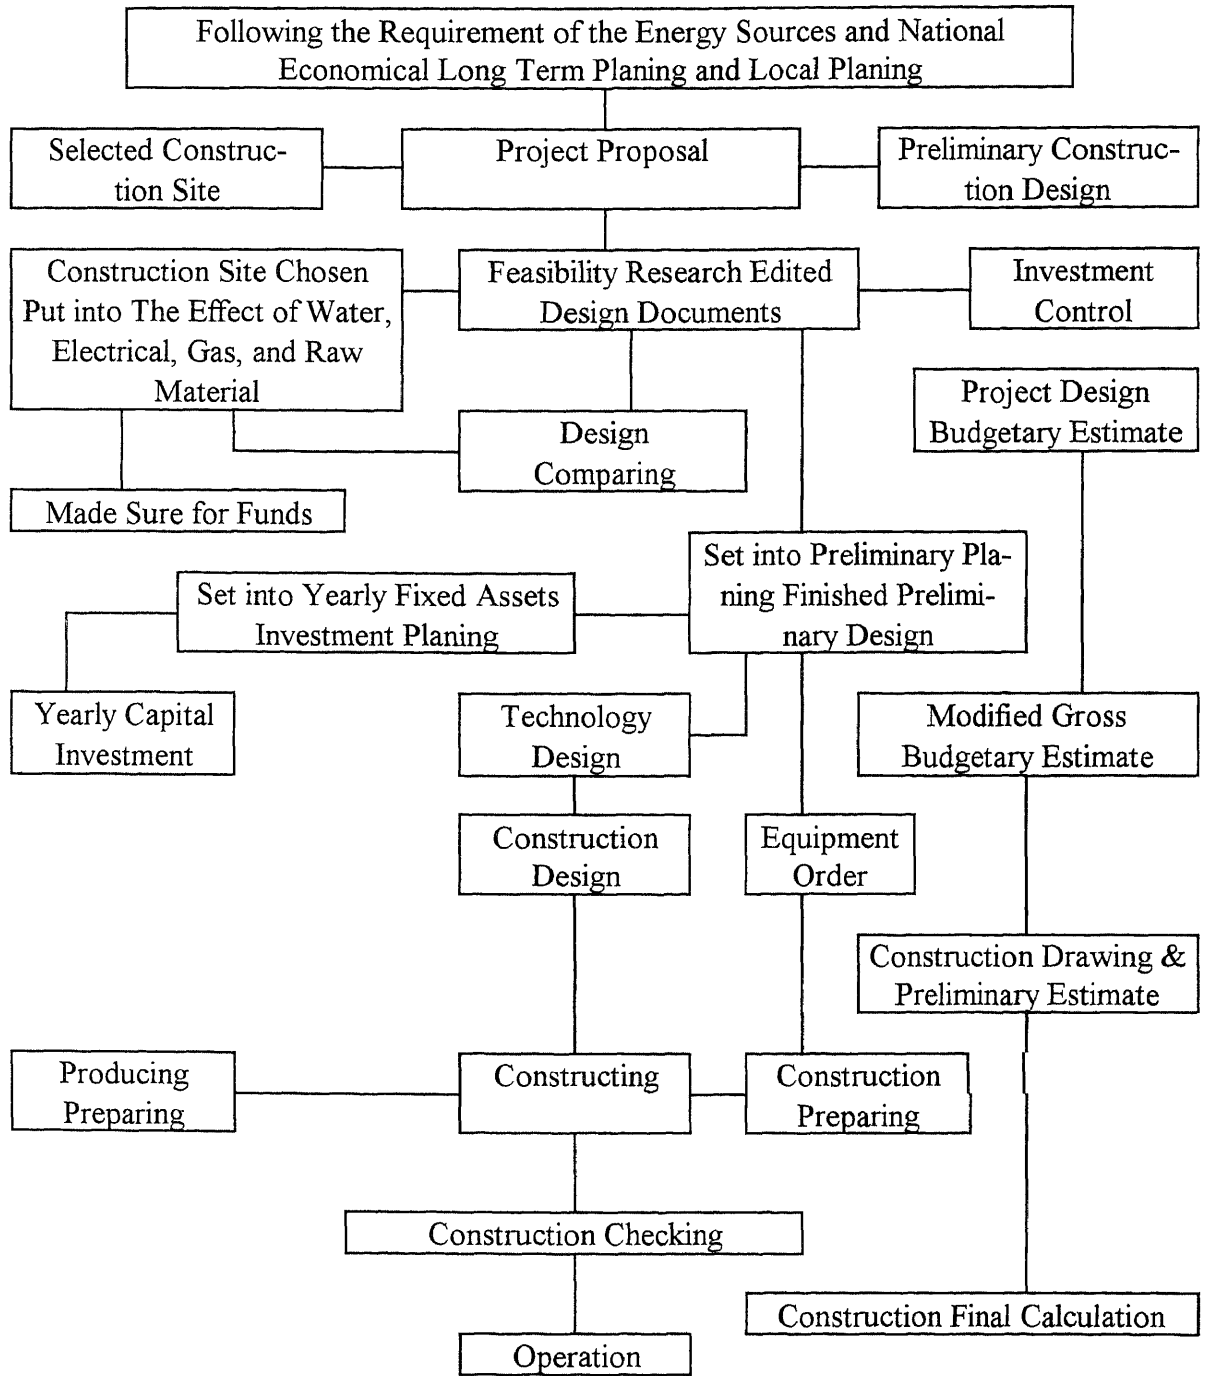 Following the Requirement of the Energy Sources and National
Economical Long Term Planing and Local Planing
Selected Construc-
tion Site
Project Proposal
Preliminary Construc-
tion Design
Construction Site Chosen
Put into The Effect of Water,
Electrical, Gas, and Raw
Material
Feasibility Research Edited
Design Documents
Investment
Control
Project Design
Budgetary Estimate
Design
Comparing
Made Sure for Funds
Set into Preliminary Pla-
ning Finished Prelimi-
nary Design
Set into Yearly Fixed Assets
Investment Planing
Yearly Capital
Investment
Technology
Design
Modified Gross
Budgetary Estimate
Construction
Design
Equipment
Order
Construction Drawing &
Preliminary Estimate
Producing
Preparing
Constructing
Construction
Preparing
Construction Checking
Construction Final Calculation
Operation